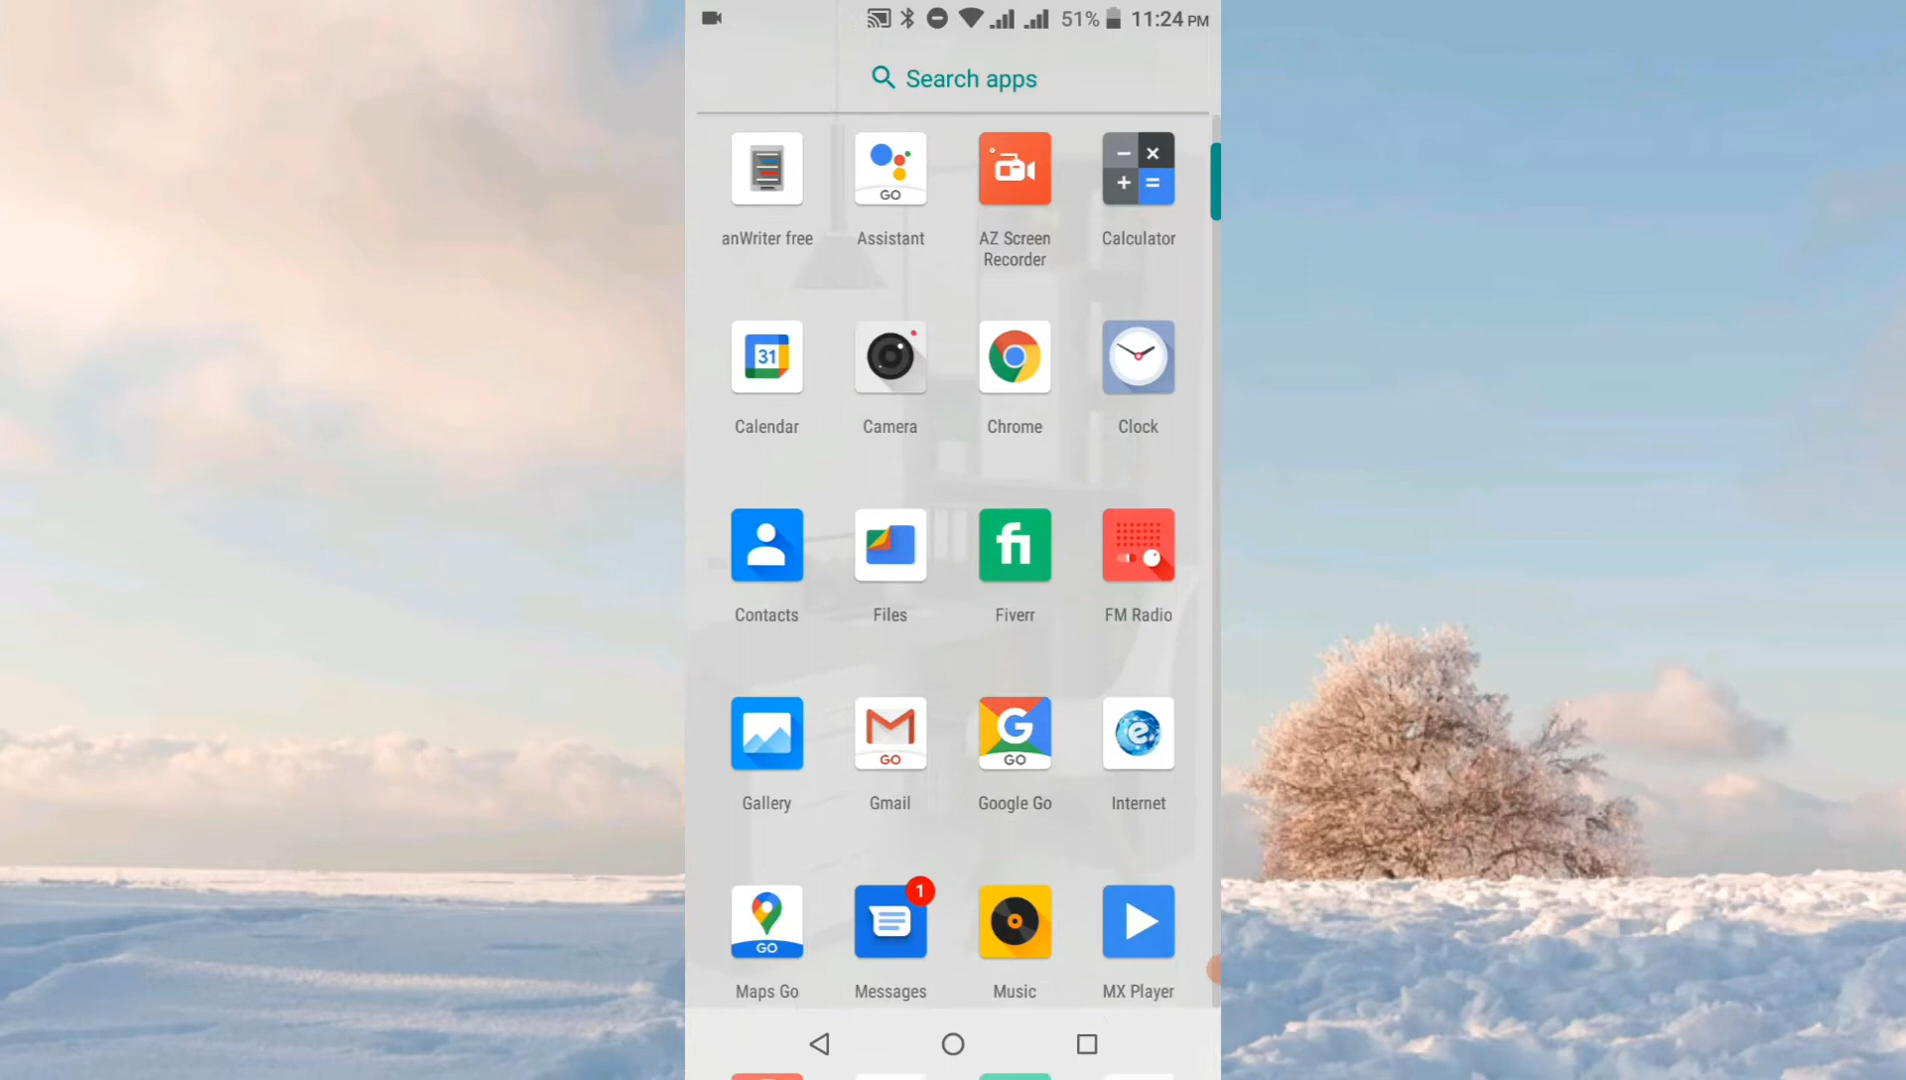 51% 11:24 PM
Search apps
GO
anWriter free Assistant AZ Screen Recorder Calculator
31
Calendar Camera Chrome Clock
fi
Contacts Files Fiverr FM Radio
GO G GO e
Gallery Gmail Google Go Internet
GO 1
Maps Go Messages Music MX Player